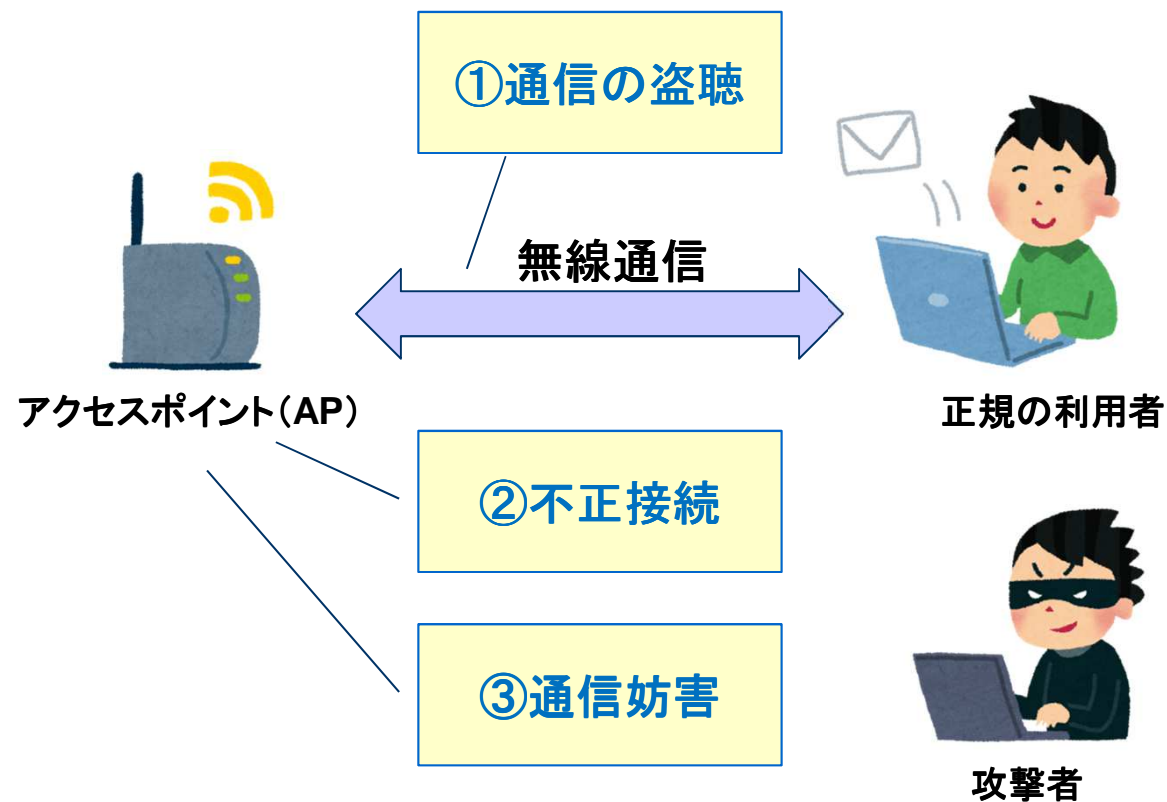 ①通信の盗聴
無線通信
アクセスポイント(AP)
正規の利用者
②不正接続
③通信妨害
攻撃者